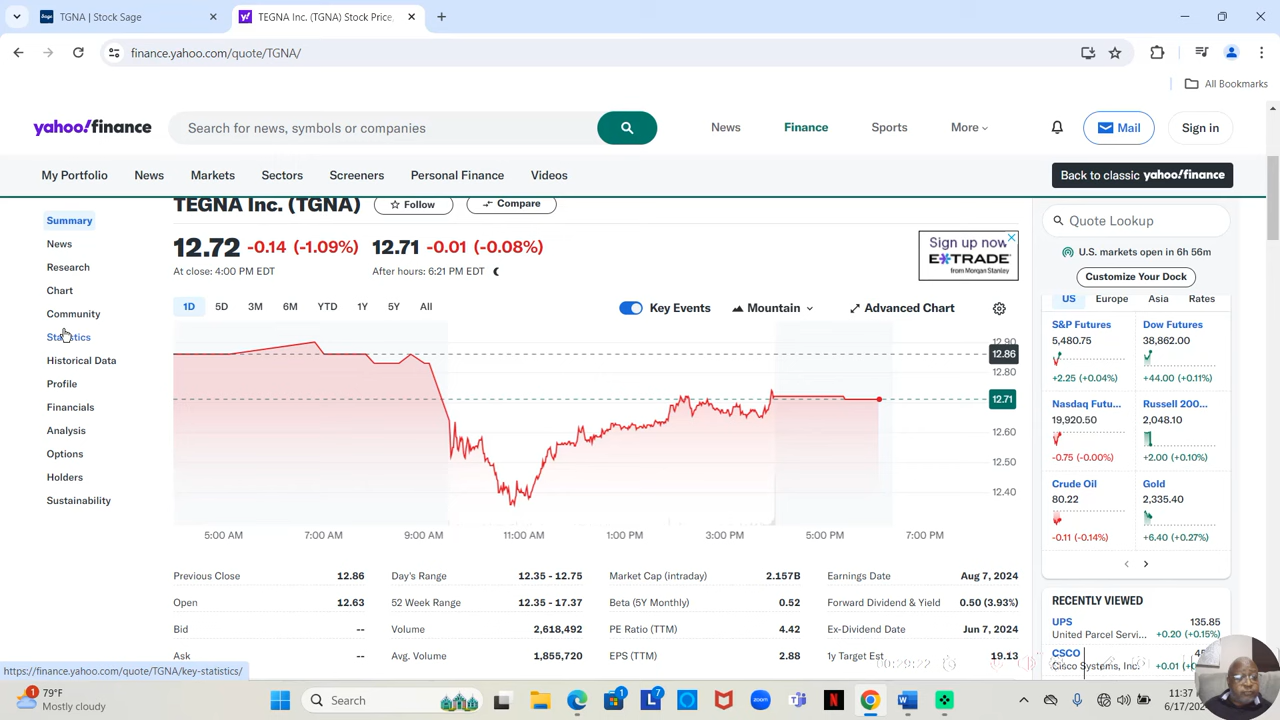 TGNA | Stock Sage
TEGNA Inc. (TGNA) Stock Price,
finance.yahoo.com/quote/TGNA/
All Bookmarks
yahoo!finance
Search for news, symbols or companies
News
Finance
Sports
More
Mail
Sign in
My Portfolio
News
Markets
Sectors
Screeners
Personal Finance
Videos
Back to classic yahoo!finance
Summary
News
Research
Chart
Community
Statistics
Historical Data
Profile
Financials
Analysis
Options
Holders
Sustainability
TEGNA Inc. (TGNA)
Follow
Compare
12.72 -0.14 (-1.09%)
At close: 4:00 PM EDT
12.71 -0.01 (-0.08%)
After hours: 6:21 PM EDT
Sign up now
E*TRADE
from Morgan Stanley
1D 5D 3M 6M YTD 1Y 5Y All
Key Events
Mountain
Advanced Chart
12.90
12.86
12.80
12.71
12.60
12.50
12.40
5:00 AM 7:00 AM 9:00 AM 11:00 AM 1:00 PM 3:00 PM 5:00 PM 7:00 PM
Previous Close 12.86
Day's Range 12.35 - 12.75
Market Cap (intraday) 2.157B
Earnings Date Aug 7, 2024
Open 12.63
52 Week Range 12.35 - 17.37
Beta (5Y Monthly) 0.52
Forward Dividend & Yield 0.50 (3.93%)
Bid --
Volume 2,618,492
PE Ratio (TTM) 4.42
Ex-Dividend Date Jun 7, 2024
Ask --
Avg. Volume 1,855,720
EPS (TTM) 2.88
1y Target Est 19.13
Quote Lookup
U.S. markets open in 6h 56m
Customize Your Dock
US Europe Asia Rates
S&P Futures
5,480.75
+2.25 (+0.04%)
Dow Futures
38,862.00
+44.00 (+0.11%)
Nasdaq Futu...
19,920.50
-0.75 (-0.00%)
Russell 200...
2,048.10
+2.00 (+0.10%)
Crude Oil
80.22
-0.11 (-0.14%)
Gold
2,335.40
+6.40 (+0.27%)
RECENTLY VIEWED
UPS 135.85
United Parcel Servi... +0.20 (+0.15%)
CSCO
Cisco Systems, Inc. +0.01
00:29:22
https://finance.yahoo.com/quote/TGNA/key-statistics/
79°F
Haze
Search
1
7
zoom
N
11:37
6/17/